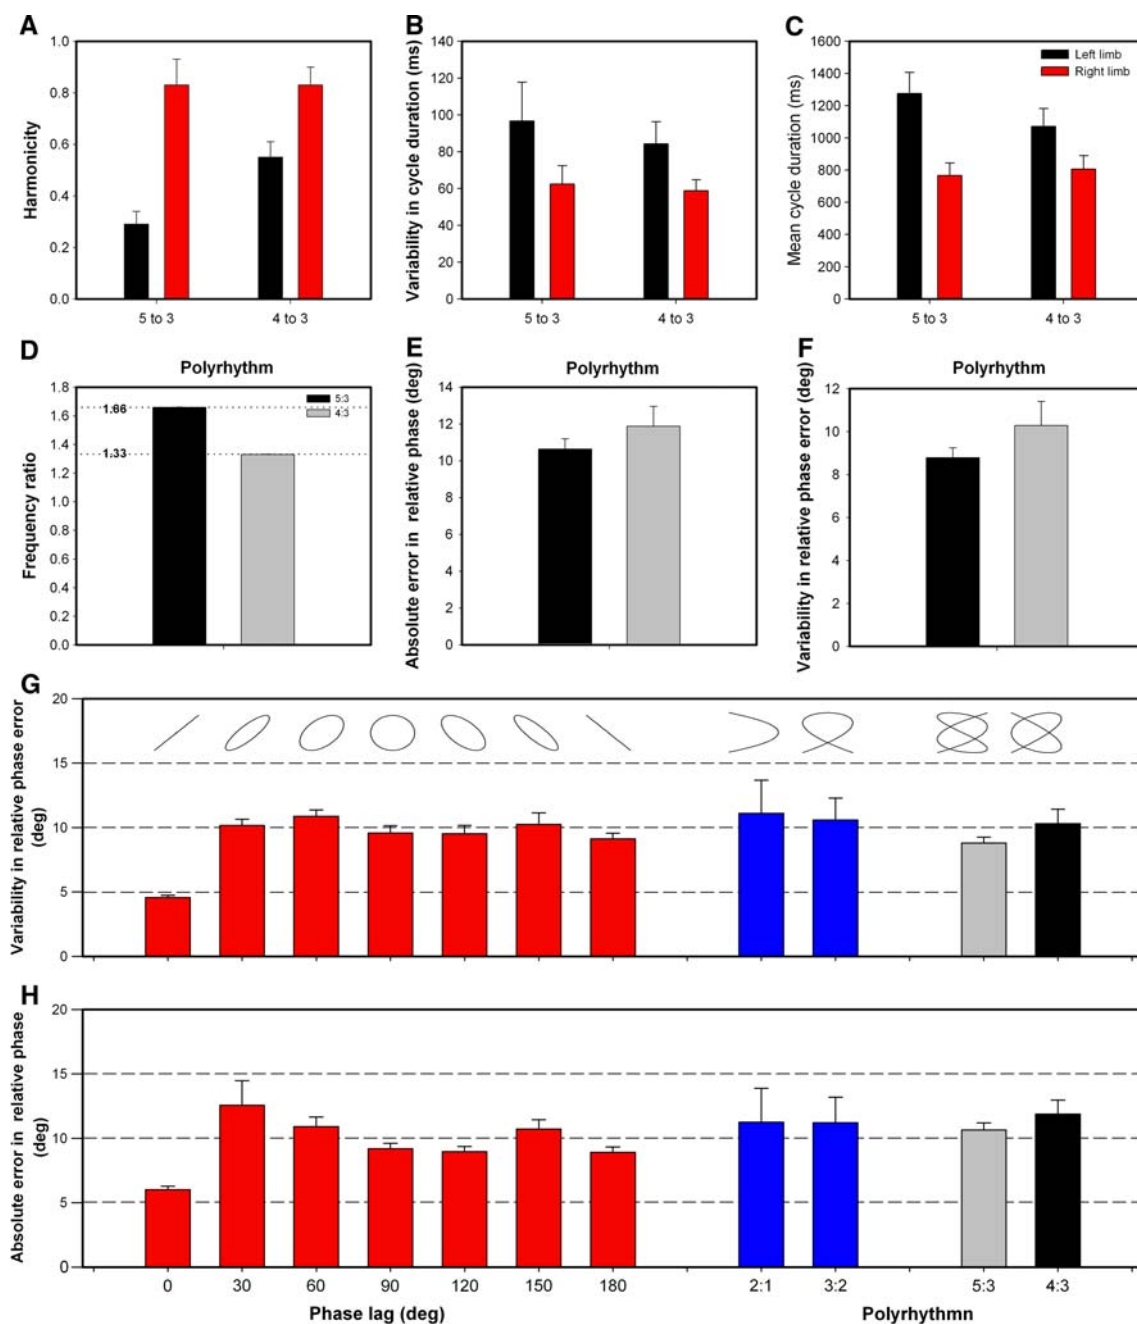 A
Harmonicity
1.0
0.8
0.6
0.4
0.2
0.0
5 to 3
4 to 3
B
Variability in cycle duration (ms)
140
120
100
80
60
40
20
0
5 to 3
4 to 3
C
Mean cycle duration (ms)
1600
1400
1200
1000
800
600
400
200
0
Left limb
Right limb
5 to 3
4 to 3
D
Polyrhythm
Frequency ratio
1.8
1.6
1.4
1.2
1.0
0.8
0.6
0.4
0.2
0.0
1.66
1.33
5:3
4:3
E
Polyrhythm
Absolute error in relative phase (deg)
14
12
10
8
6
4
2
0
F
Polyrhythm
Variability in relative phase error (deg)
12
10
8
6
4
2
0
G
Variability in relative phase error
(deg)
20
15
10
5
0
H
Absolute error in relative phase
(deg)
20
15
10
5
0
0 30 60 90 120 150 180 2:1 3:2 5:3 4:3
Phase lag (deg) Polyrhythmn